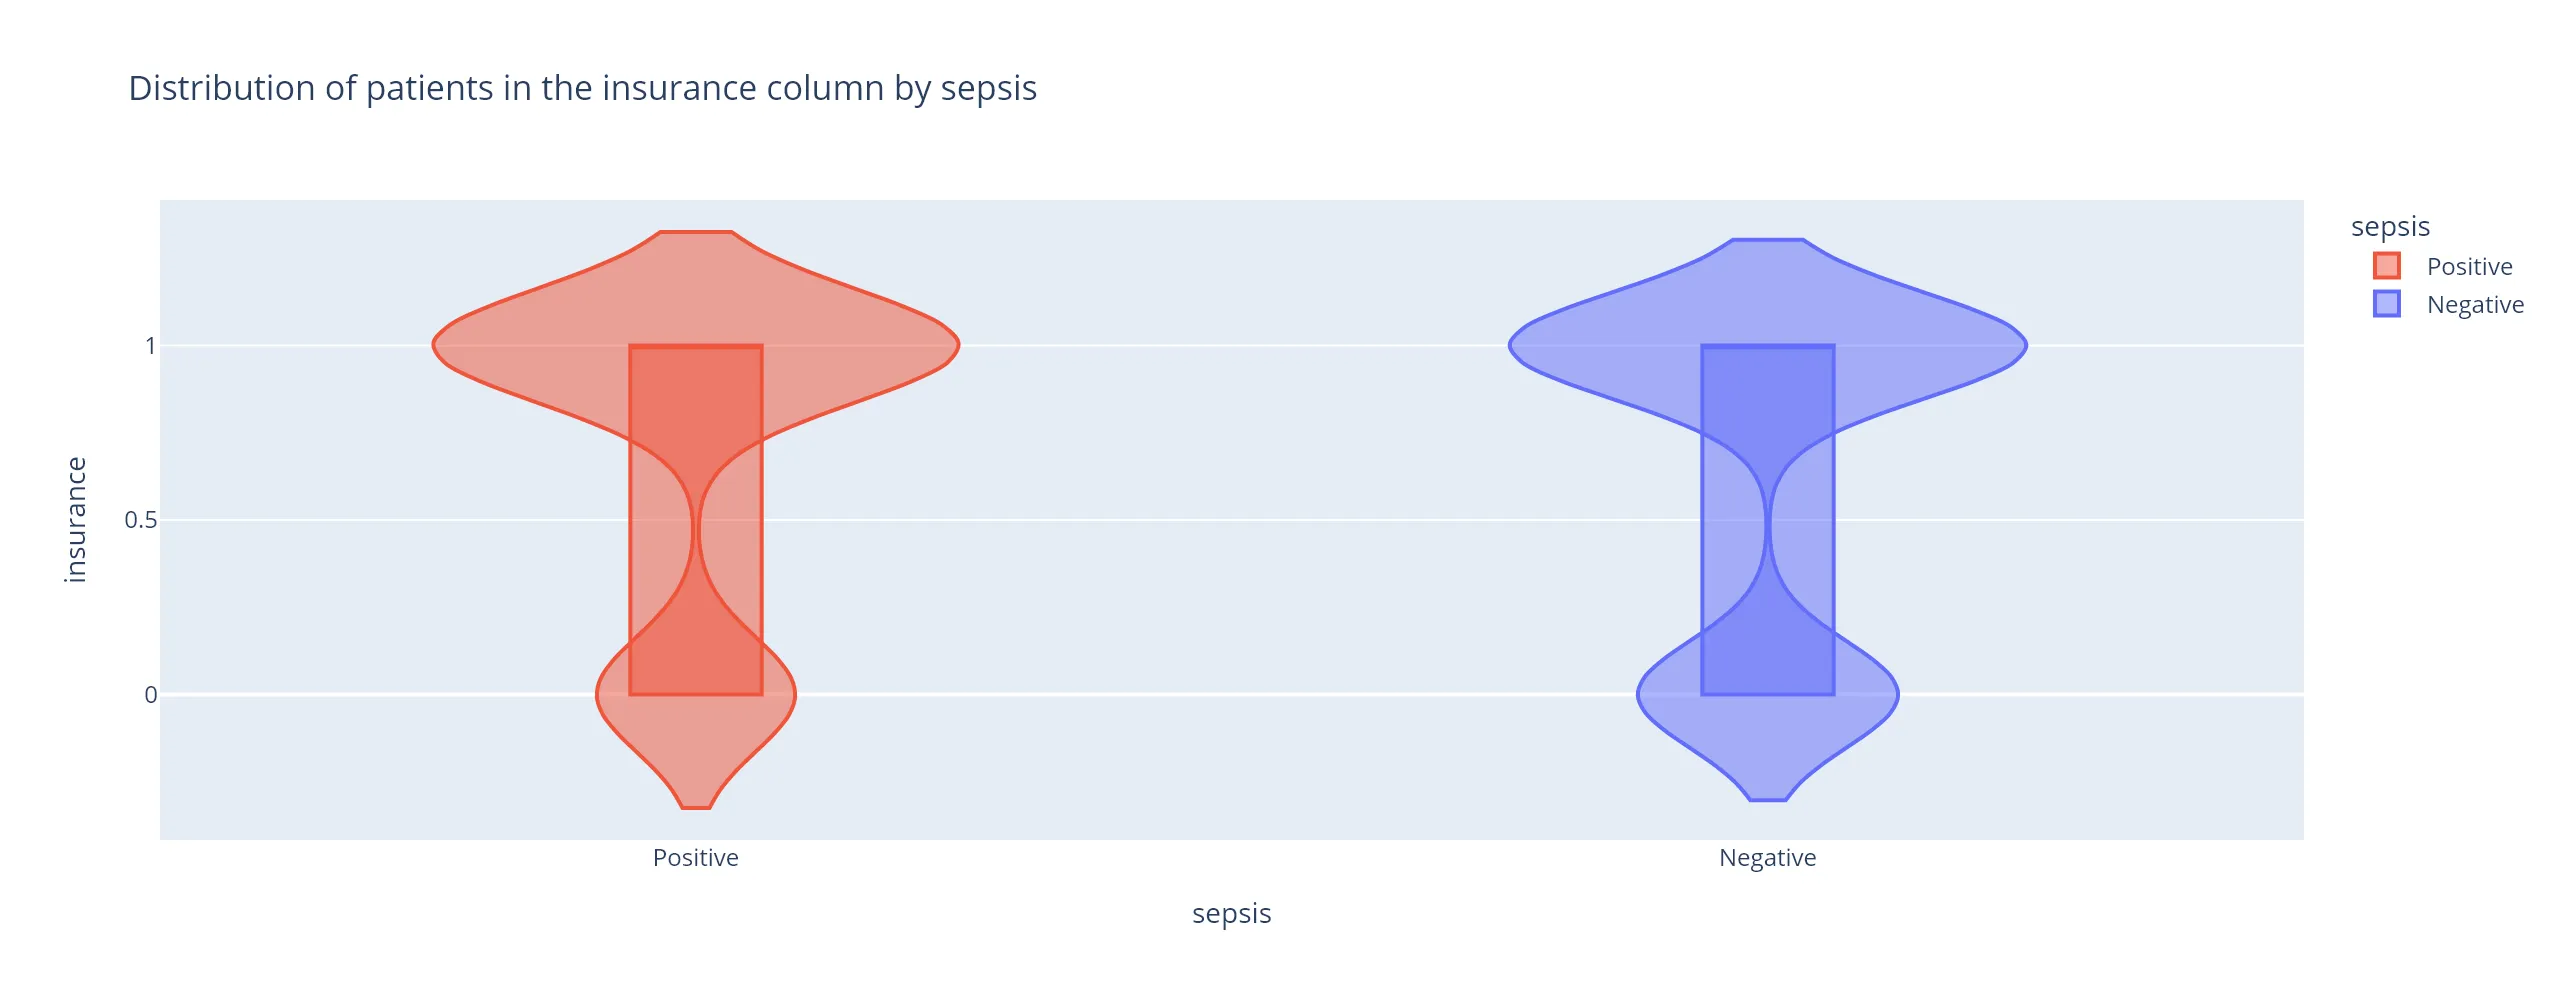 Distribution of patients in the insurance column by sepsis
sepsis
Positive
Negative
1
0.5
0
insurance
Positive
Negative
sepsis